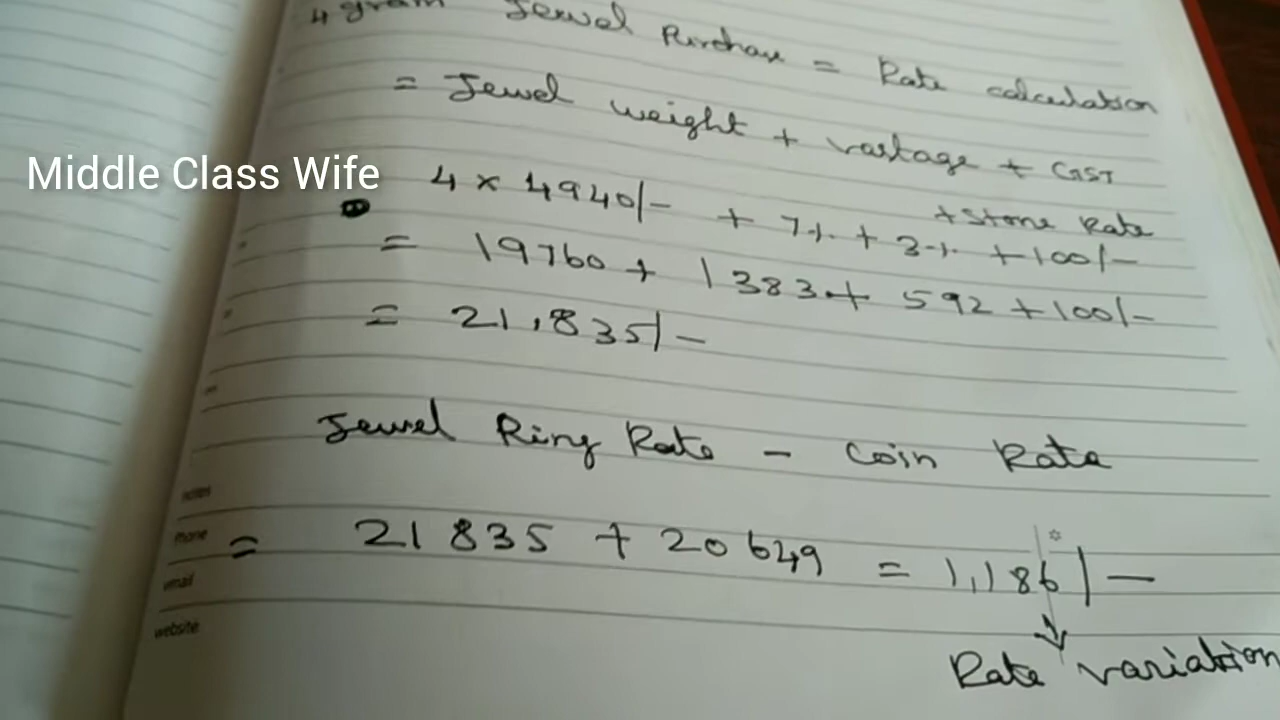 4 gram Jewel Purchase = Rate calculation
= Jewel weight + vastage + GST
+ Stone Rate
Middle Class Wife
4 x 4940/- + 7% + 3% + 100/-
= 19760 + 1383 + 592 + 100/-
= 21,835/-
Jewel Ring Rate - Coin Rate
notes
phone
= 21835 + 20649 = 1,186/-
email
website
Rate variation